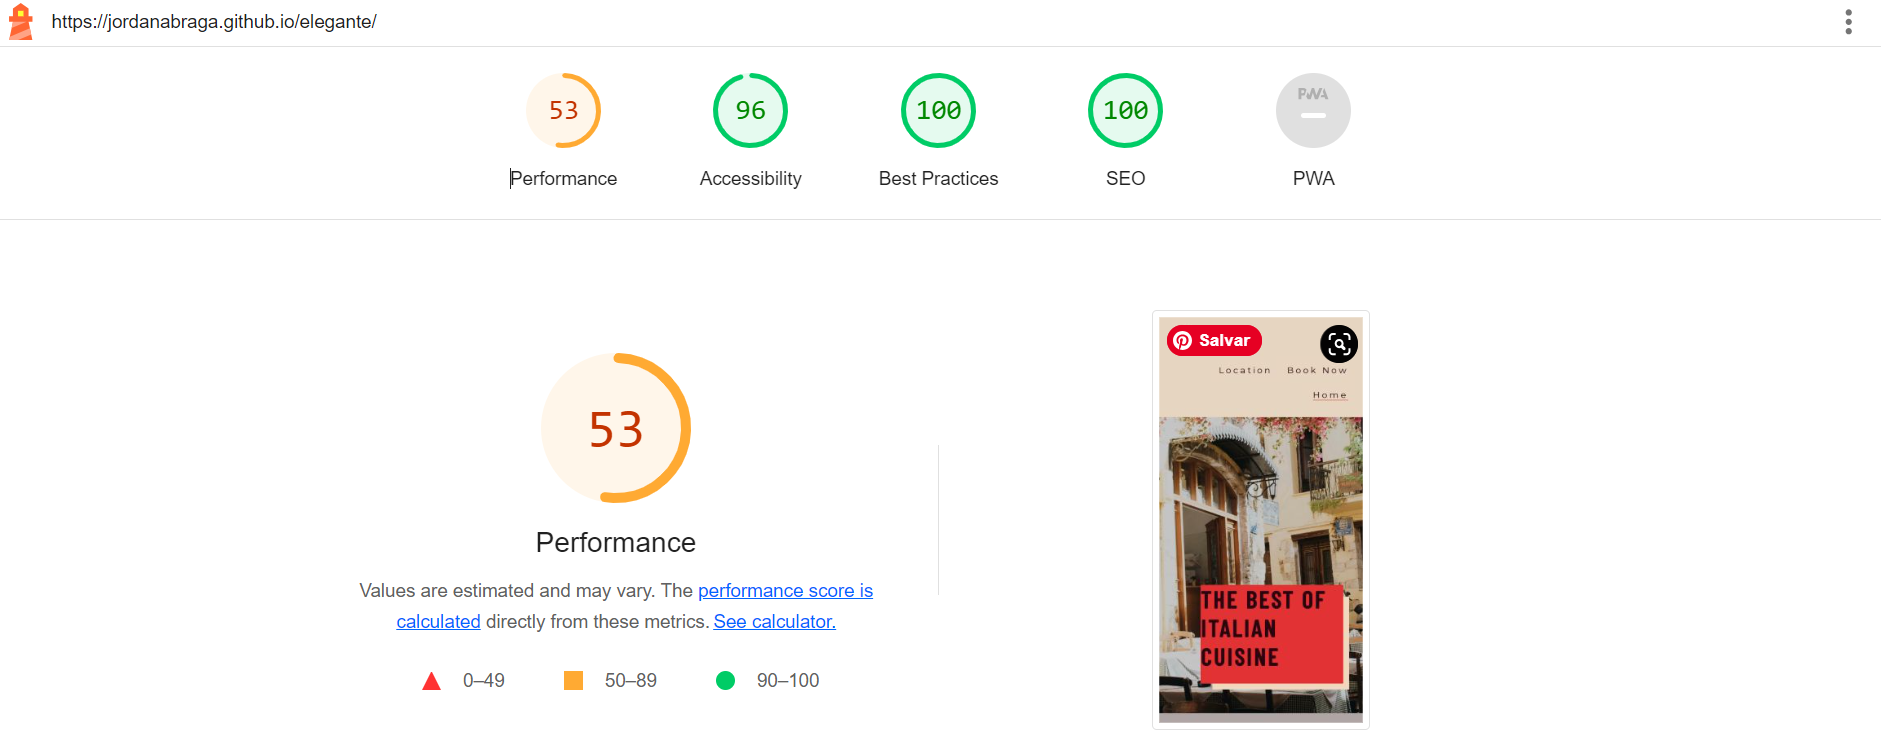 https://jordanabraga.github.io/elegante/
53
96
100
100
PWA
Performance
Accessibility
Best Practices
SEO
PWA
53
Performance
Values are estimated and may vary. The performance score is
calculated directly from these metrics. See calculator.
0–49
50–89
90–100
Salvar
Location Book Now
Home
THE BEST OF
ITALIAN
CUISINE